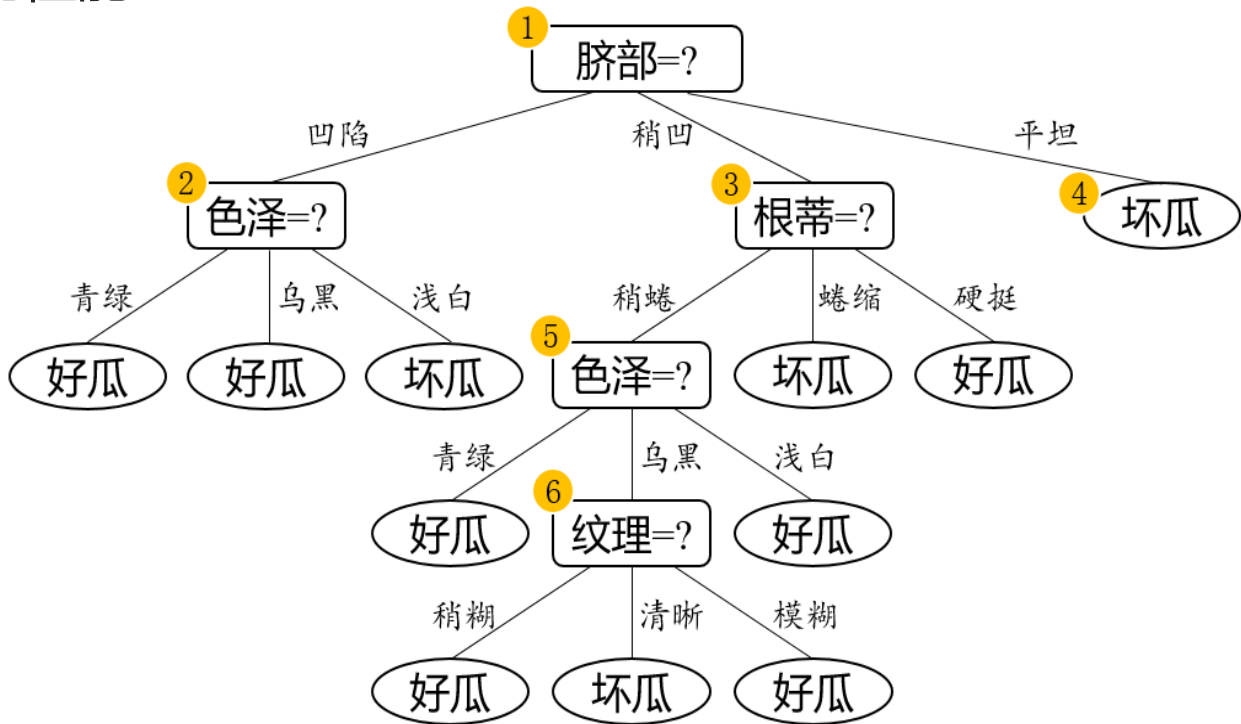 1
脐部=?
凹陷
稍凹
平坦
2
色泽=?
3
根蒂=?
4
坏瓜
青绿
乌黑
浅白
稍蜷
蜷缩
硬挺
好瓜
好瓜
坏瓜
5
色泽=?
坏瓜
好瓜
青绿
乌黑
浅白
好瓜
6
纹理=?
好瓜
稍糊
清晰
模糊
好瓜
坏瓜
好瓜